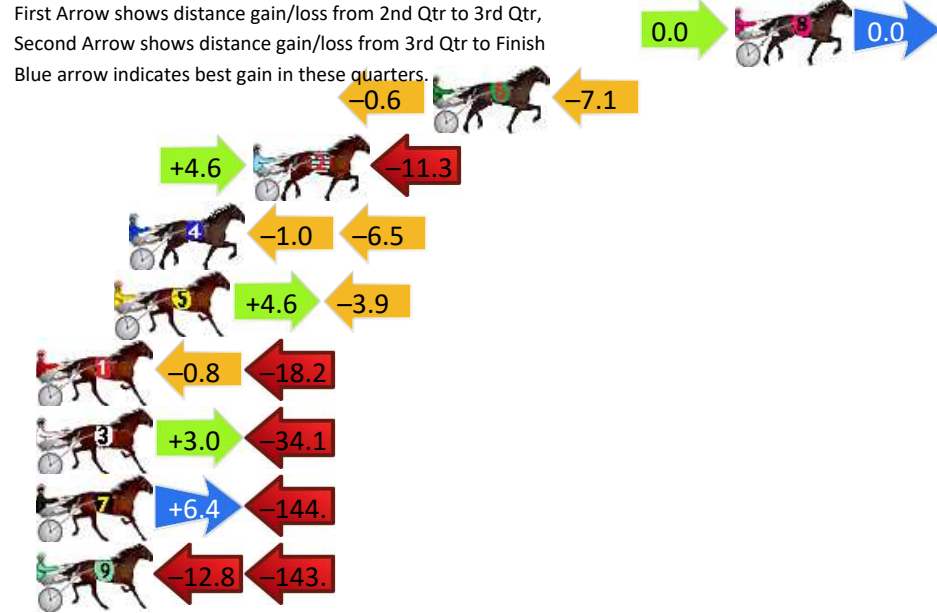 First Arrow shows distance gain/loss from 2nd Qtr to 3rd Qtr,
Second Arrow shows distance gain/loss from 3rd Qtr to Finish
Blue arrow indicates best gain in these quarters.
0.0 8 0.0
–0.6 6 –7.1
+4.6 2 –11.3
4 –1.0 –6.5
5 +4.6 –3.9
1 –0.8 –18.2
3 +3.0 –34.1
7 +6.4 –144.
9 –12.8 –143.